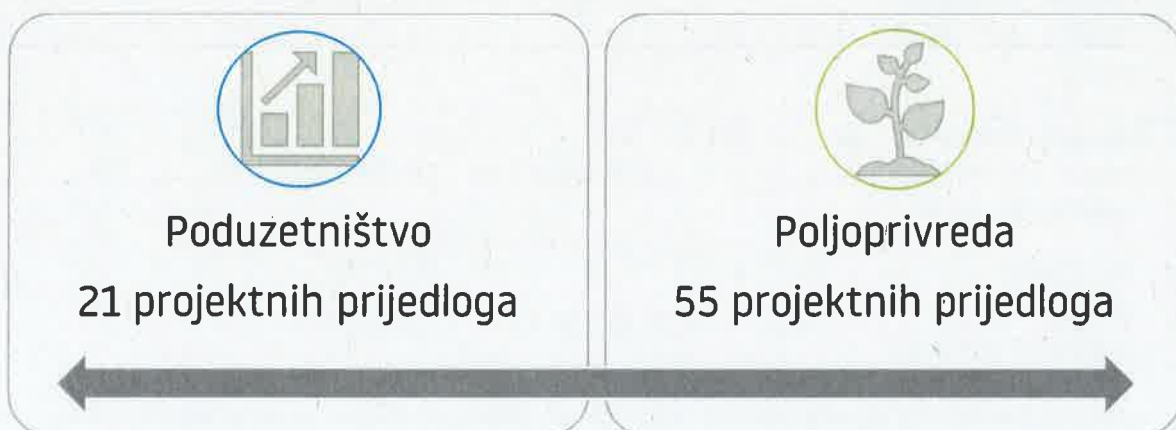 Poduzetništvo
21 projektnih prijedloga
Poljoprivreda
55 projektnih prijedloga